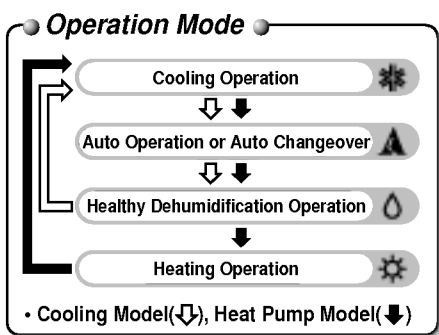 Operation Mode
Cooling Operation
Auto Operation or Auto Changeover
Healthy Dehumidification Operation
Heating Operation
• Cooling Model(⇩), Heat Pump Model(⬇)